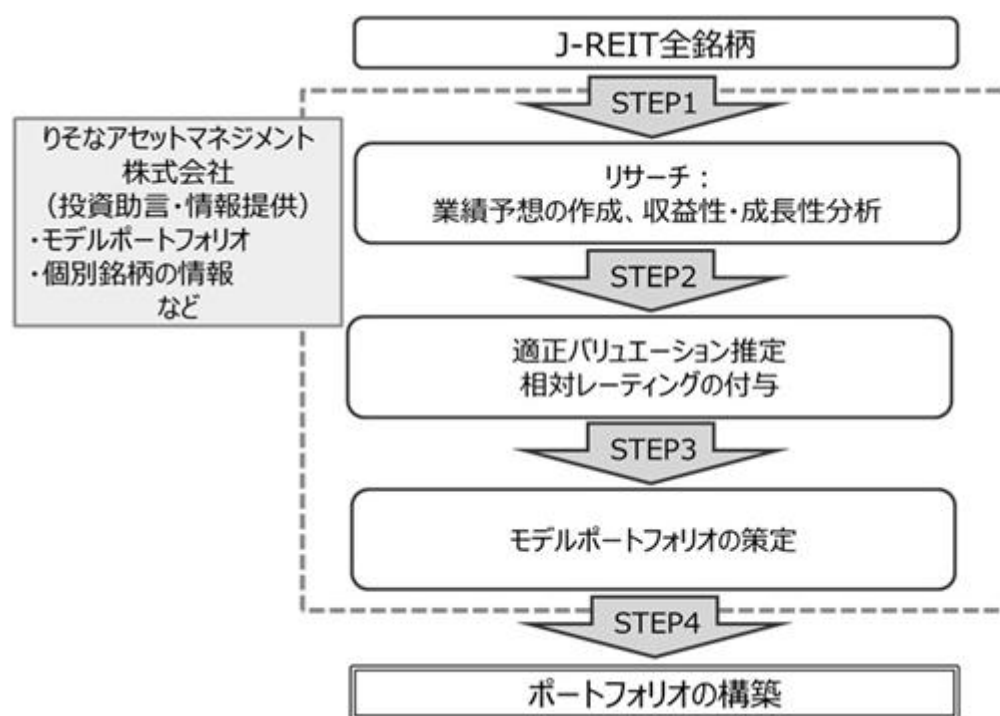 J-REIT全銘柄
STEP1
りそなアセットマネジメント
株式会社
（投資助言・情報提供）
・モデルポートフォリオ
・個別銘柄の情報
など
リサーチ：
業績予想の作成、収益性・成長性分析
STEP2
適正バリュエーション推定
相対レーティングの付与
STEP3
モデルポートフォリオの策定
STEP4
ポートフォリオの構築